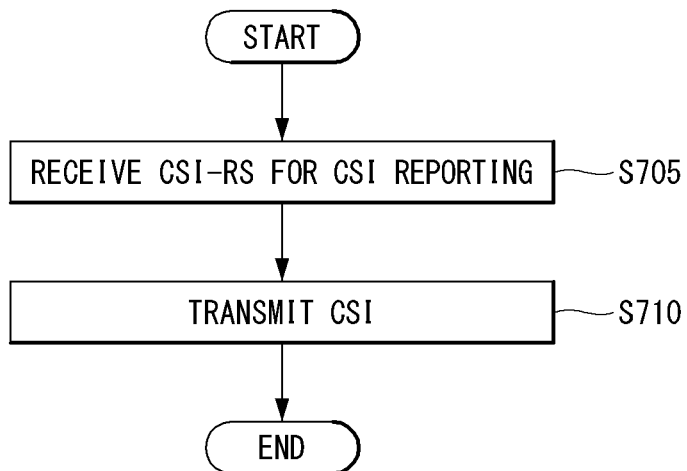 START
RECEIVE CSI-RS FOR CSI REPORTING
S705
TRANSMIT CSI
S710
END